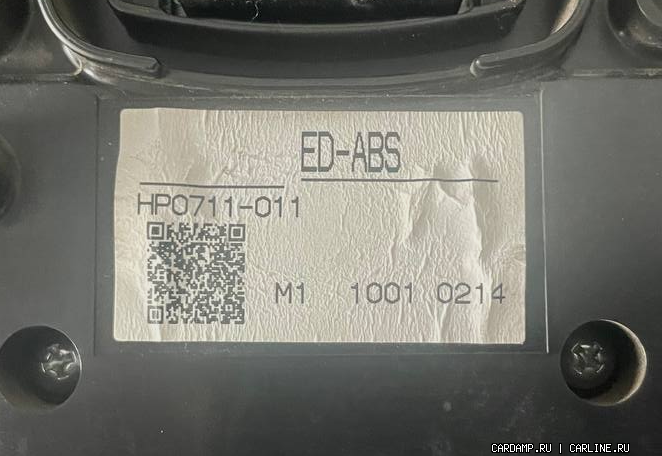 ED-ABS
HP0711-011
M1 1001 0214
CARDAMP.RU | CARLINE.RU